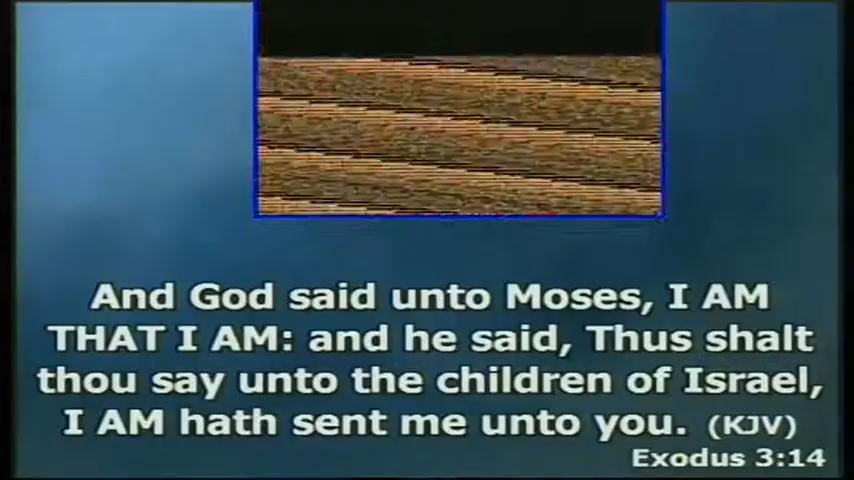 And God said unto Moses, I AM
THAT I AM: and he said, Thus shalt
thou say unto the children of Israel,
I AM hath sent me unto you. (KJV)
Exodus 3:14